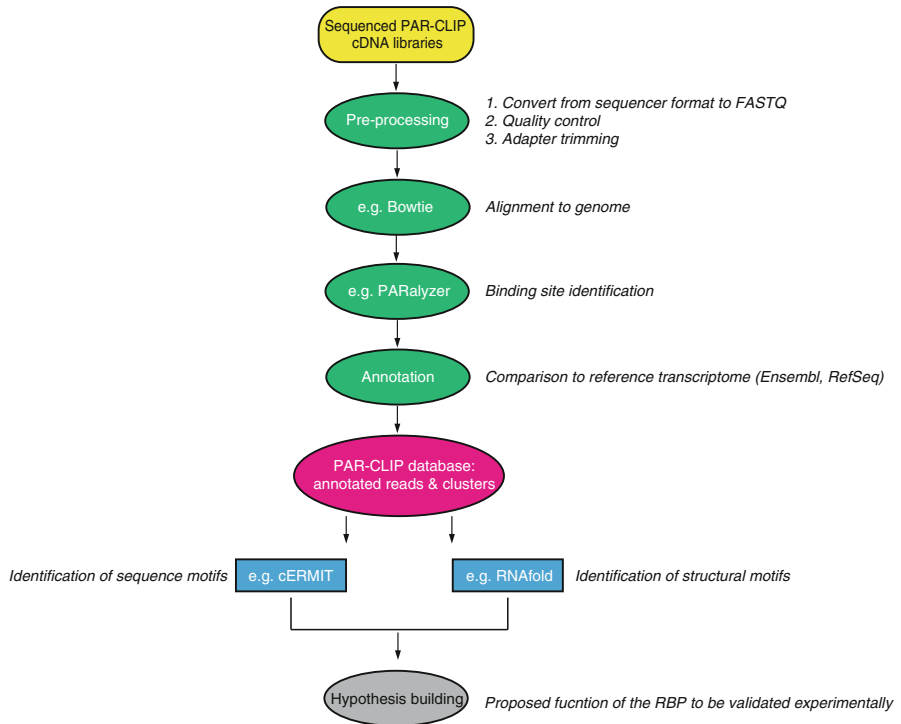 Sequenced PAR-CLIP
cDNA libraries
Pre-processing
1. Convert from sequencer format to FASTQ
2. Quality control
3. Adapter trimming
e.g. Bowtie
Alignment to genome
e.g. PARalyzer
Binding site identification
Annotation
Comparison to reference transcriptome (Ensembl, RefSeq)
PAR-CLIP database:
annotated reads & clusters
Identification of sequence motifs
e.g. cERMIT
e.g. RNAfold
Identification of structural motifs
Hypothesis building
Proposed fucntion of the RBP to be validated experimentally